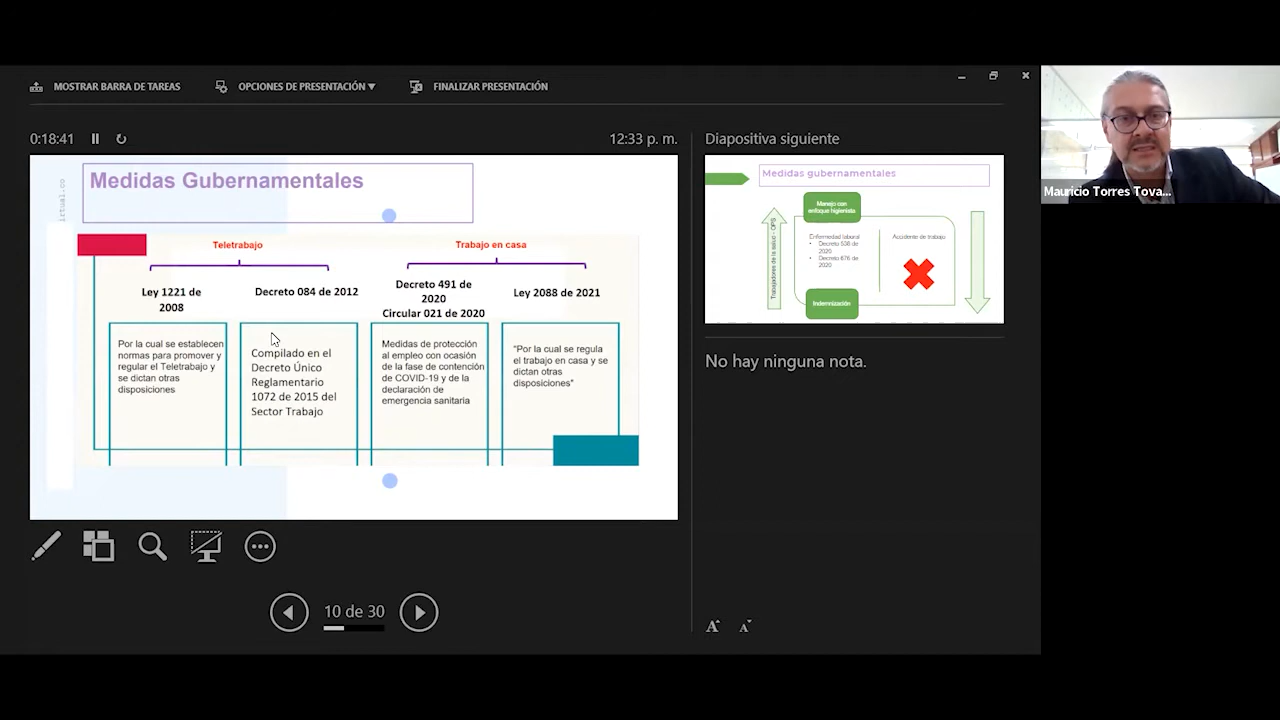 MOSTRAR BARRA DE TAREAS
OPCIONES DE PRESENTACIÓN ▾
FINALIZAR PRESENTACIÓN
0:18:41
12:33 p. m.
irtual.co
Medidas Gubernamentales
Teletrabajo
Trabajo en casa
Ley 1221 de
2008
Decreto 084 de 2012
Decreto 491 de
2020
Circular 021 de 2020
Ley 2088 de 2021
Por la cual se establecen
normas para promover y
regular el Teletrabajo y
se dictan otras
disposiciones
Compilado en el
Decreto Único
Reglamentario
1072 de 2015 del
Sector Trabajo
Medidas de protección
al empleo con ocasión
de la fase de contención
de COVID-19 y de la
declaración de
emergencia sanitaria
"Por la cual se regula
el trabajo en casa y se
dictan otras
disposiciones"
10 de 30
Diapositiva siguiente
Medidas gubernamentales
Manejo con
enfoque higienista
Trabajadores de la salud - OPS
Enfermedad laboral
• Decreto 538 de
2020
• Decreto 676 de
2020
Accidente de trabajo
Indemnización
No hay ninguna nota.
A A
Mauricio Torres Tova...